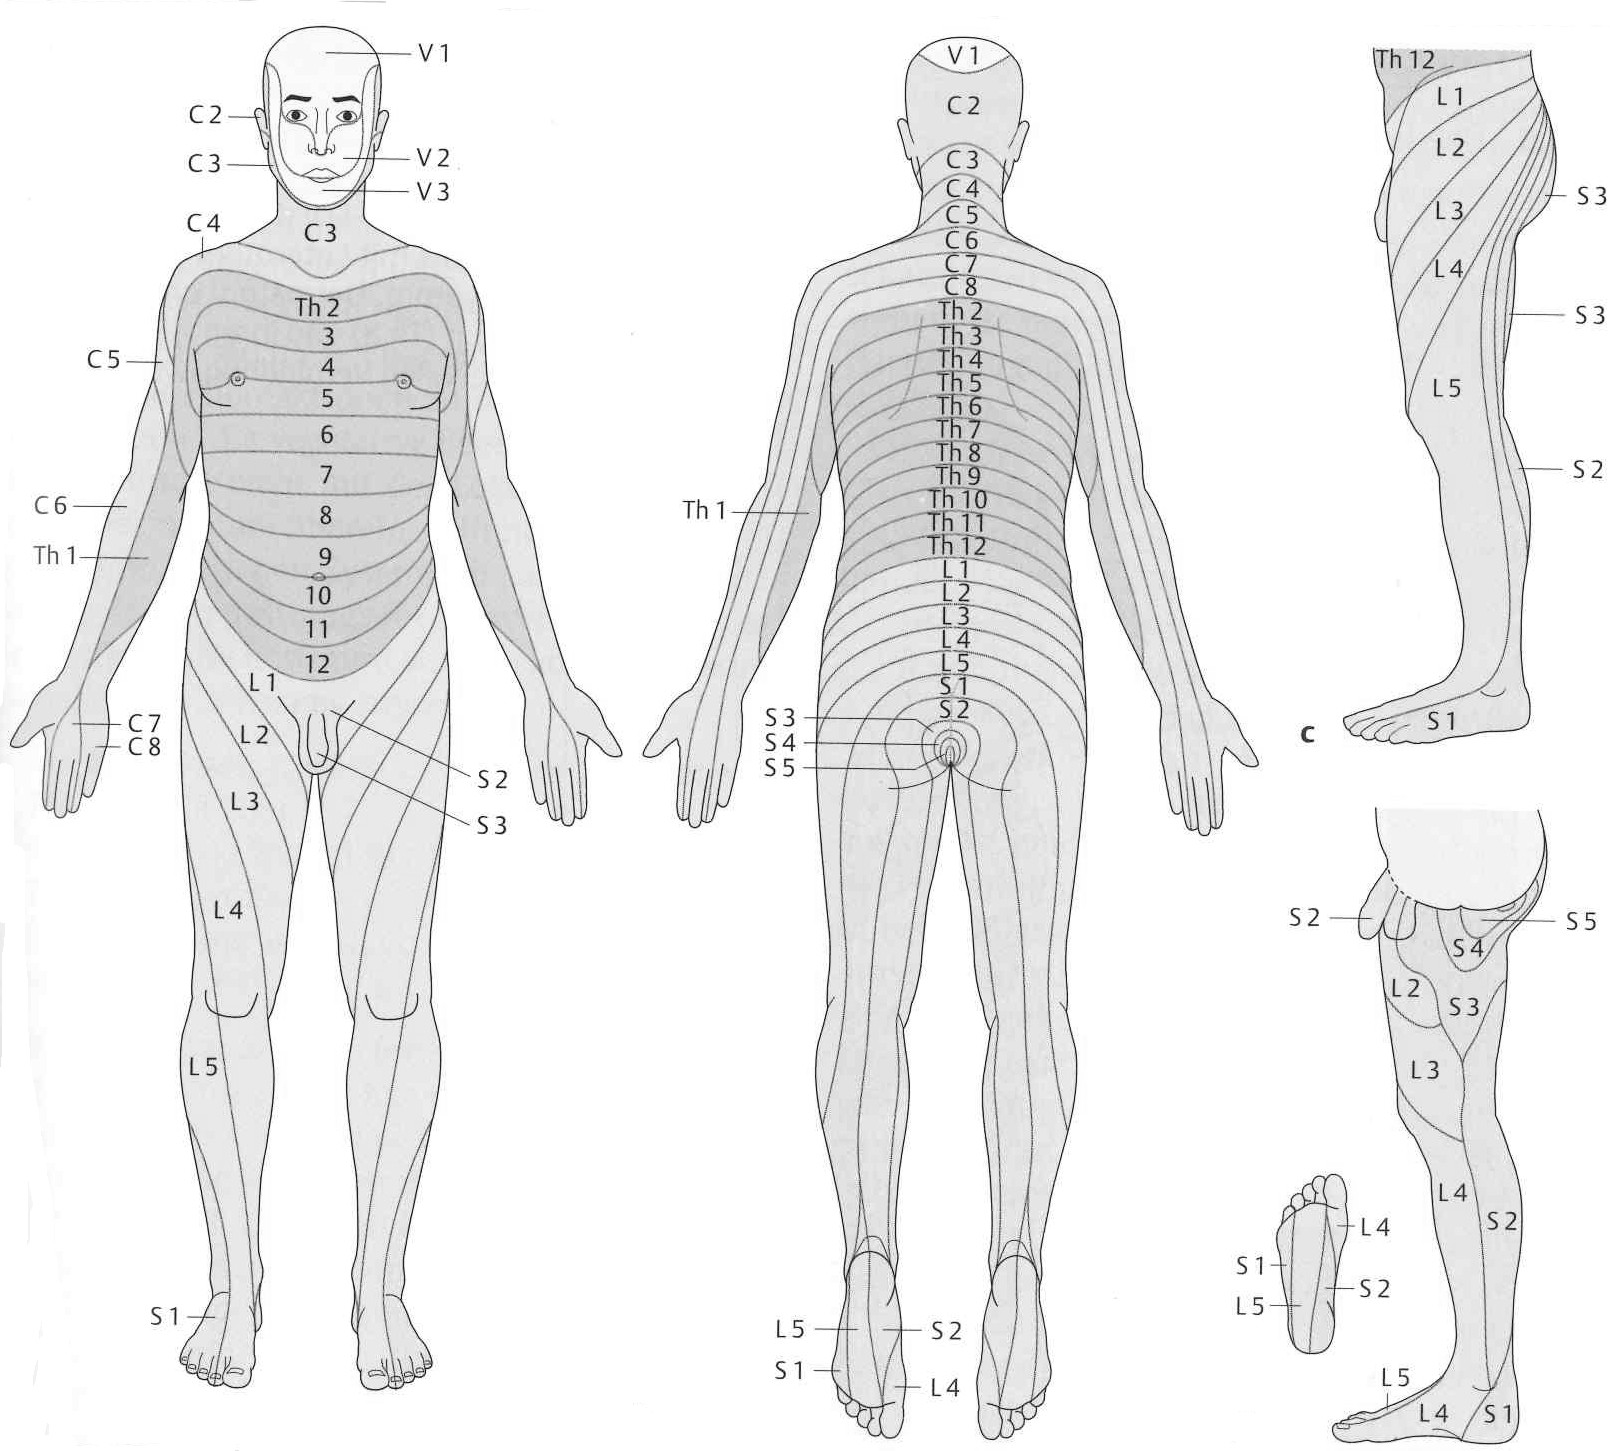 V 1
C 2
V 2
C 3
V 3
C 4
C 3
Th 2
3
C 5
4
5
6
7
C 6
8
Th 1
9
10
11
12
L 1
C 7
L 2
C 8
S 2
L 3
S 3
L 4
L 5
S 1
V 1
C 2
C 3
C 4
C 5
C 6
C 7
C 8
Th 2
Th 3
Th 4
Th 5
Th 6
Th 7
Th 8
Th 9
Th 10
Th 1
Th 11
Th 12
L 1
L 2
L 3
L 4
L 5
S 1
S 2
S 3
S 4
S 5
L 5
S 2
S 1
L 4
Th 12
L 1
L 2
S 3
L 3
L 4
S 3
L 5
S 2
S 1
c
S 2
S 5
S 4
L 2
S 3
L 3
L 4
S 2
L 4
S 1
S 2
L 5
L 5
L 4
S 1